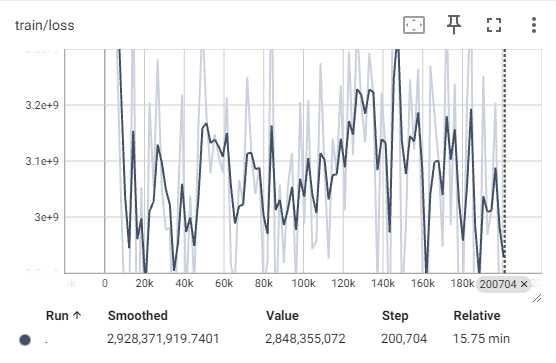 train/loss
3.2e+9
3.1e+9
3e+9
0 20k 40k 60k 80k 100k 120k 140k 160k 180k 200704 ×
Run ↑ Smoothed Value Step Relative
. 2,928,371,919.7401 2,848,355,072 200,704 15.75 min